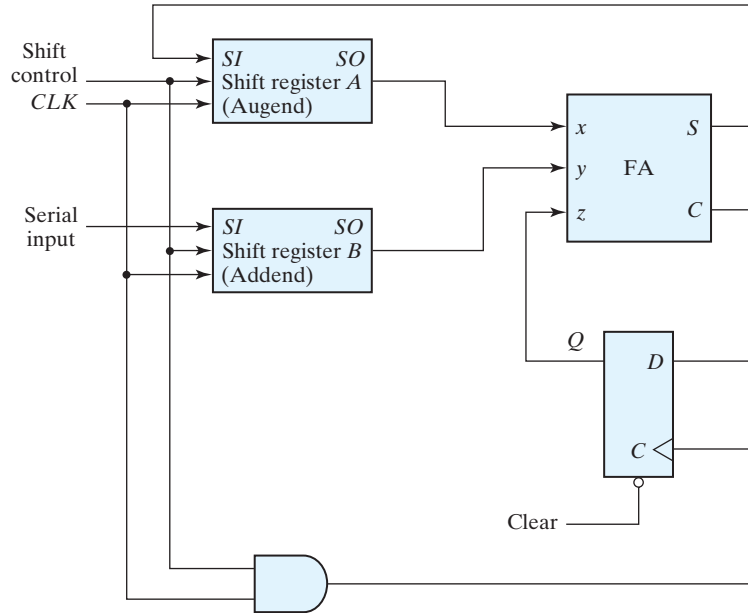 SI SO
Shift control
Shift register A
(Augend)
CLK
x S
y FA
z C
Serial input
SI SO
Shift register B
(Addend)
Q
D
C
Clear